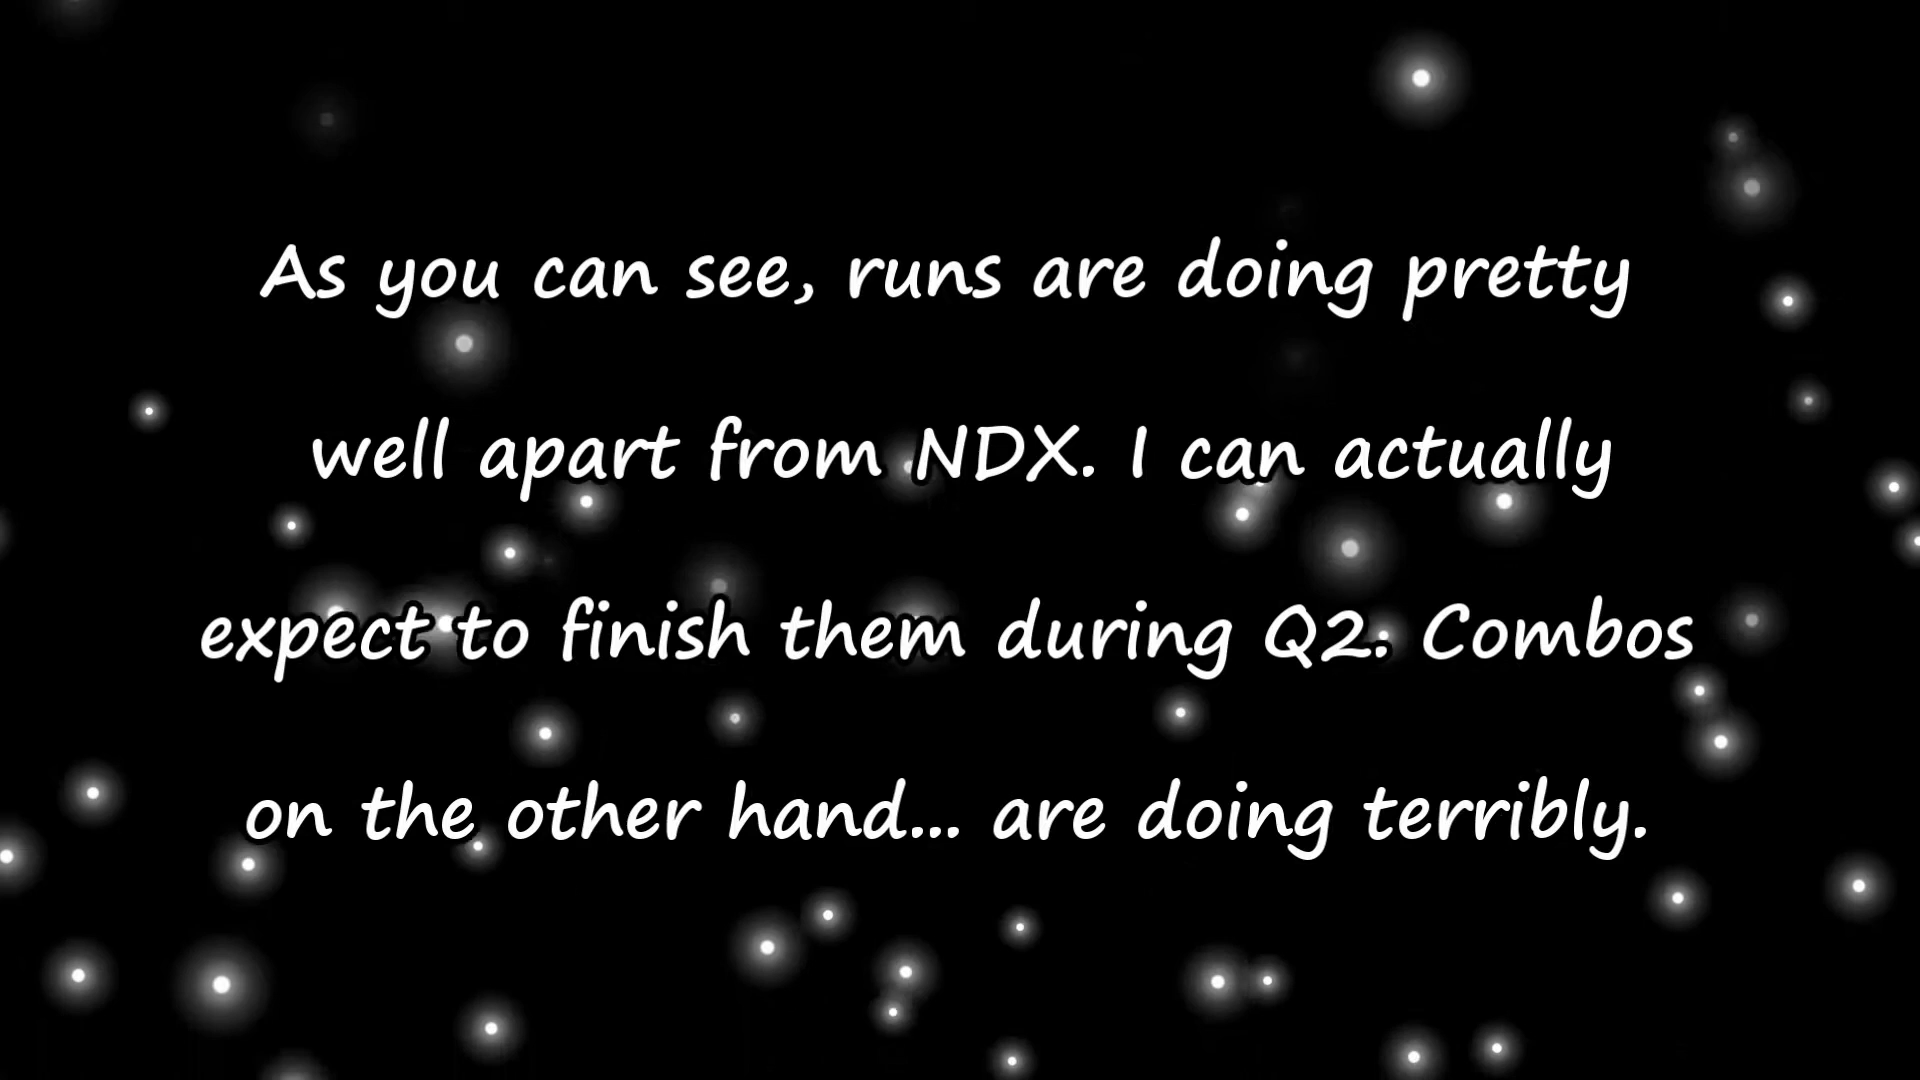 As you can see, runs are doing pretty
well apart from NDX. I can actually
expect to finish them during Q2. Combos
on the other hand... are doing terribly.